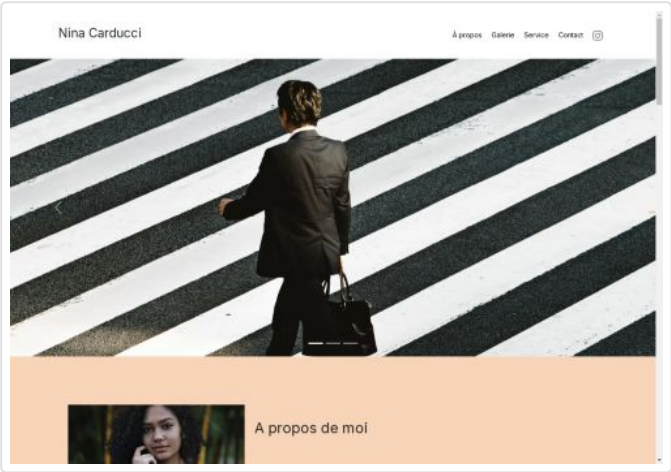 Nina Carducci
À propos Galerie Service Contact
A propos de moi